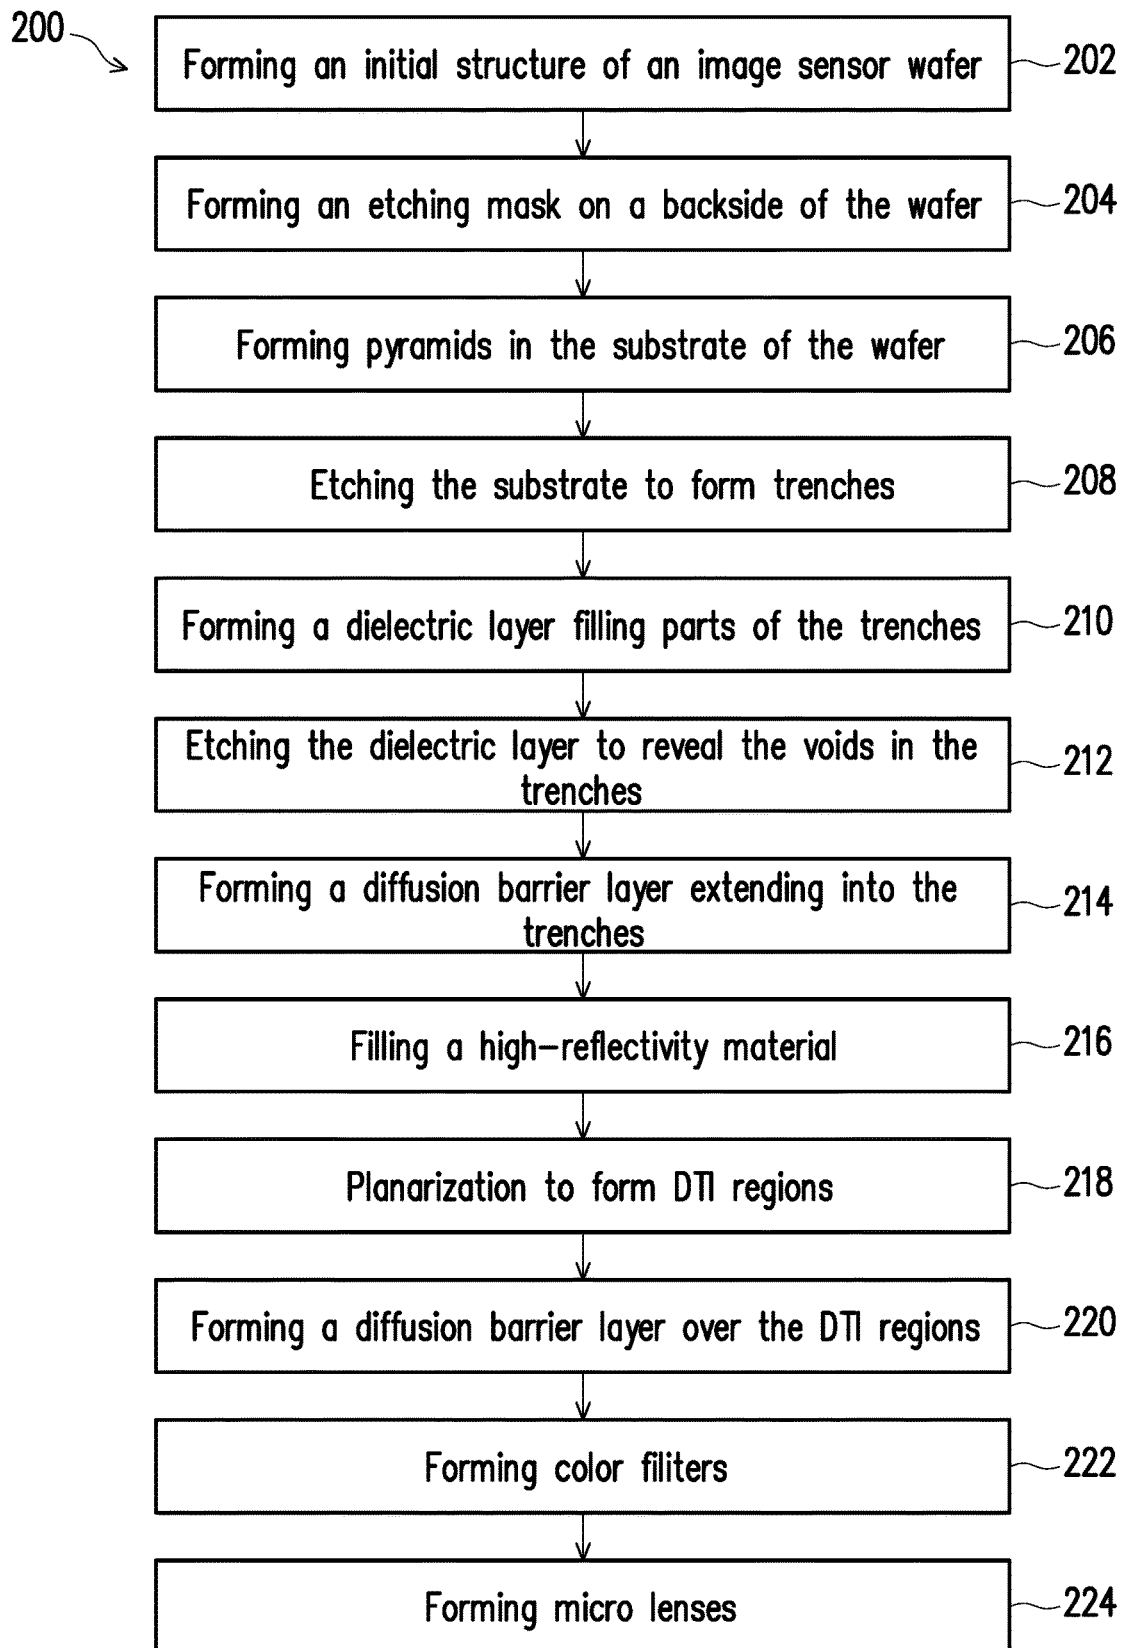 200
Forming an initial structure of an image sensor wafer
202
Forming an etching mask on a backside of the wafer
204
Forming pyramids in the substrate of the wafer
206
Etching the substrate to form trenches
208
Forming a dielectric layer filling parts of the trenches
210
Etching the dielectric layer to reveal the voids in the
trenches
212
Forming a diffusion barrier layer extending into the
trenches
214
Filling a high-reflectivity material
216
Planarization to form DTI regions
218
Forming a diffusion barrier layer over the DTI regions
220
Forming color filiters
222
Forming micro lenses
224